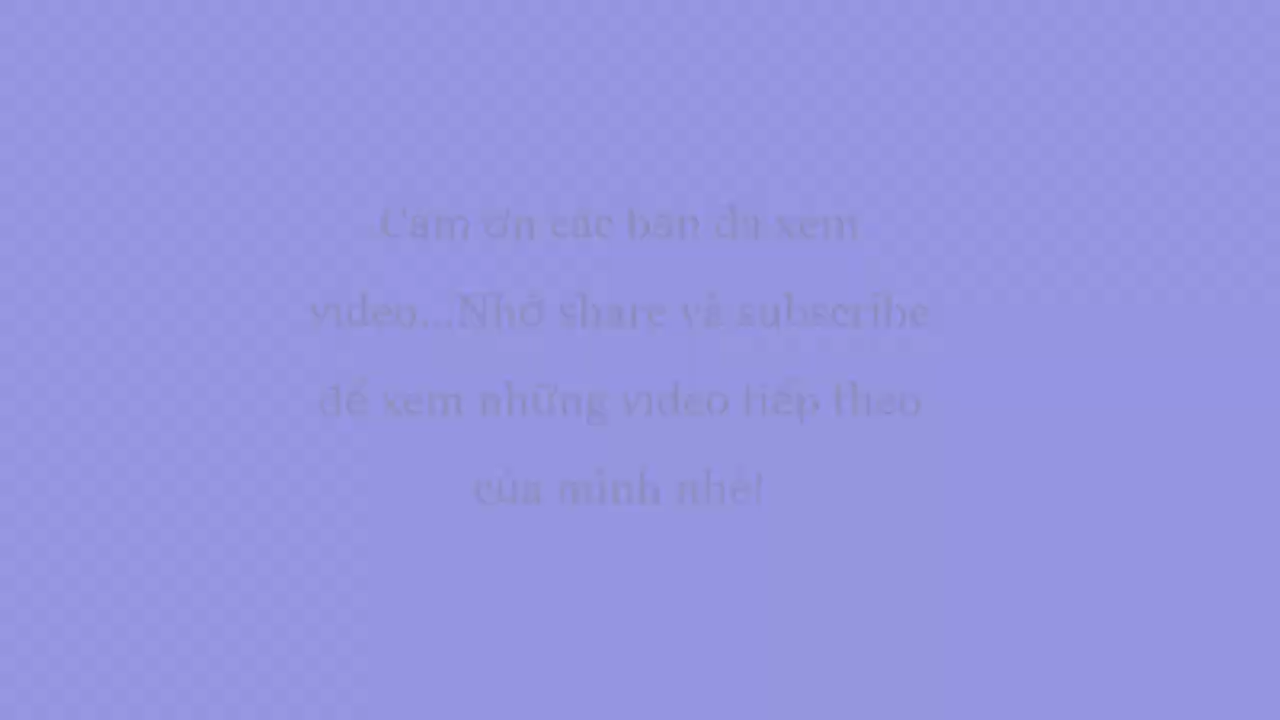 Cảm ơn các bạn đã xem
video...Nhớ share và subscribe
để xem những video tiếp theo
của mình nhé!